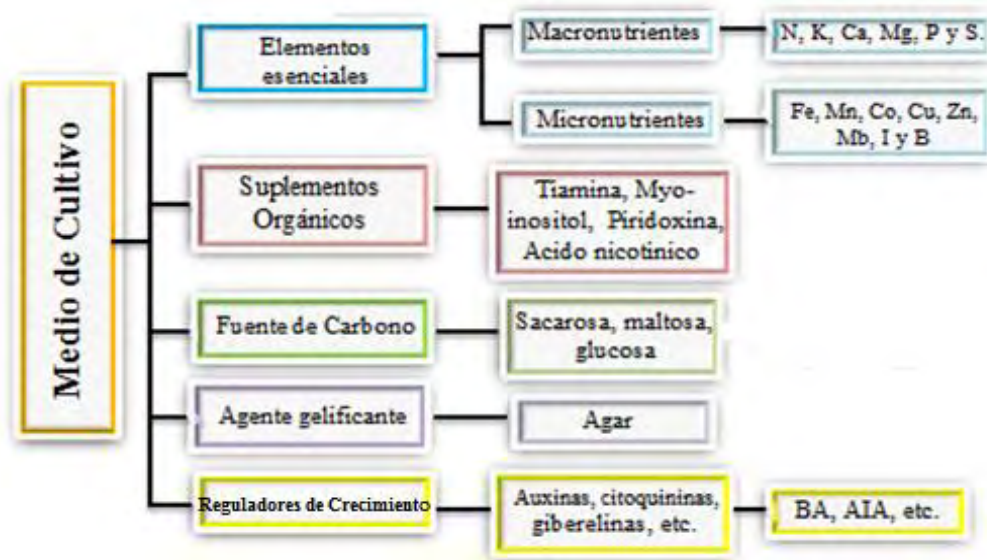 Medio de Cultivo
Elementos
esenciales
Macronutrientes
N, K, Ca, Mg, P y S.
Micronutrientes
Fe, Mn, Co, Cu, Zn,
Mb, I y B
Suplementos
Orgánicos
Tiamina, Myo-
inositol, Piridoxina,
Acido nicotinico
Fuente de Carbono
Sacarosa, maltosa,
glucosa
Agente gelificante
Agar
Reguladores de Crecimiento
Auxinas, citoquininas,
giberelinas, etc.
BA, AIA, etc.